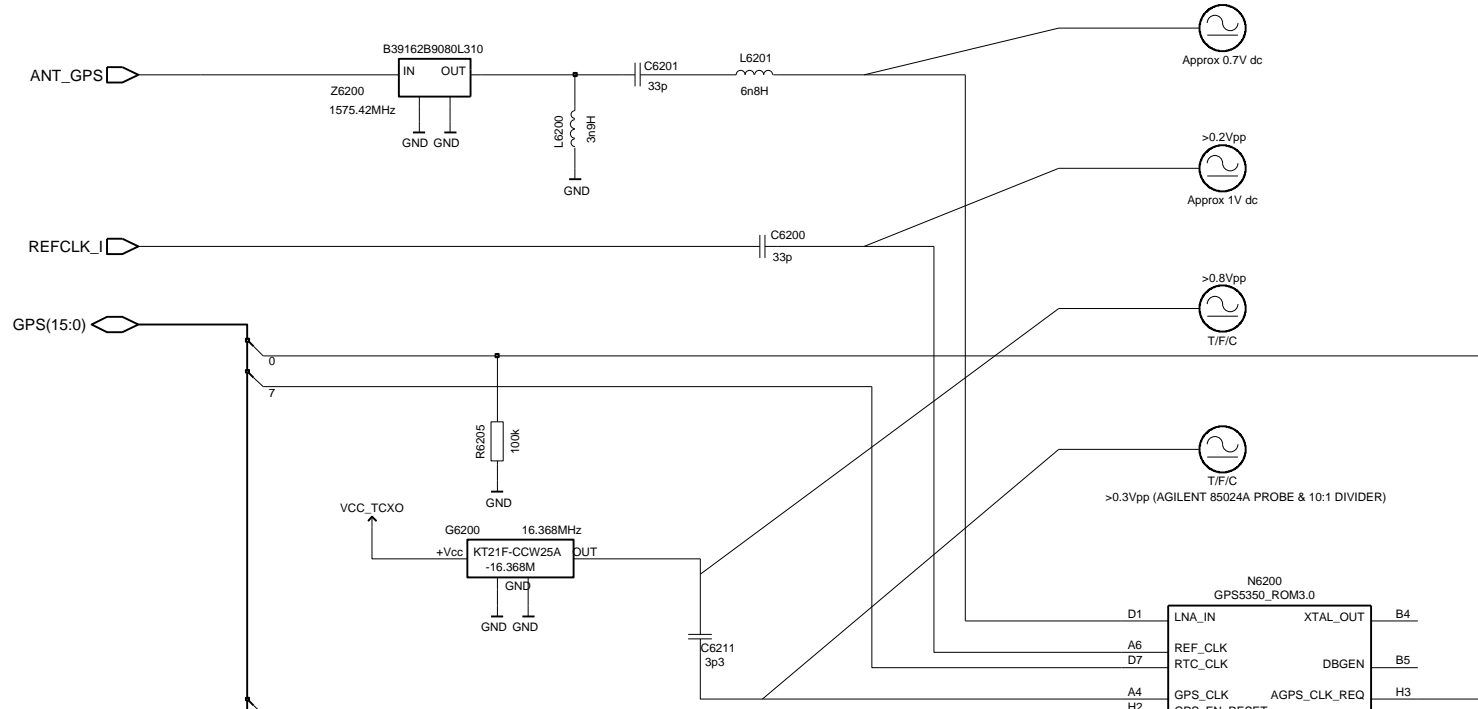 B39162B9080L310
ANT_GPS
IN
OUT
Z6200
1575.42MHz
GND
GND
L6200
3n9H
GND
C6201
33p
L6201
6n8H
Approx 0.7V dc
>0.2Vpp
Approx 1V dc
REFCLK_I
C6200
33p
>0.8Vpp
T/F/C
GPS(15:0)
0
7
R6205
100k
GND
T/F/C
>0.3Vpp (AGILENT 85024A PROBE & 10:1 DIVIDER)
VCC_TCXO
G6200
16.368MHz
+Vcc
KT21F-CCW25A
-16.368M
OUT
GND
GND
GND
C6211
3p3
N6200
GPS5350_ROM3.0
D1
LNA_IN
XTAL_OUT
B4
A6
REF_CLK
D7
RTC_CLK
DBGEN
B5
A4
GPS_CLK
AGPS_CLK_REQ
H3
H2
GPS_EN_RESET